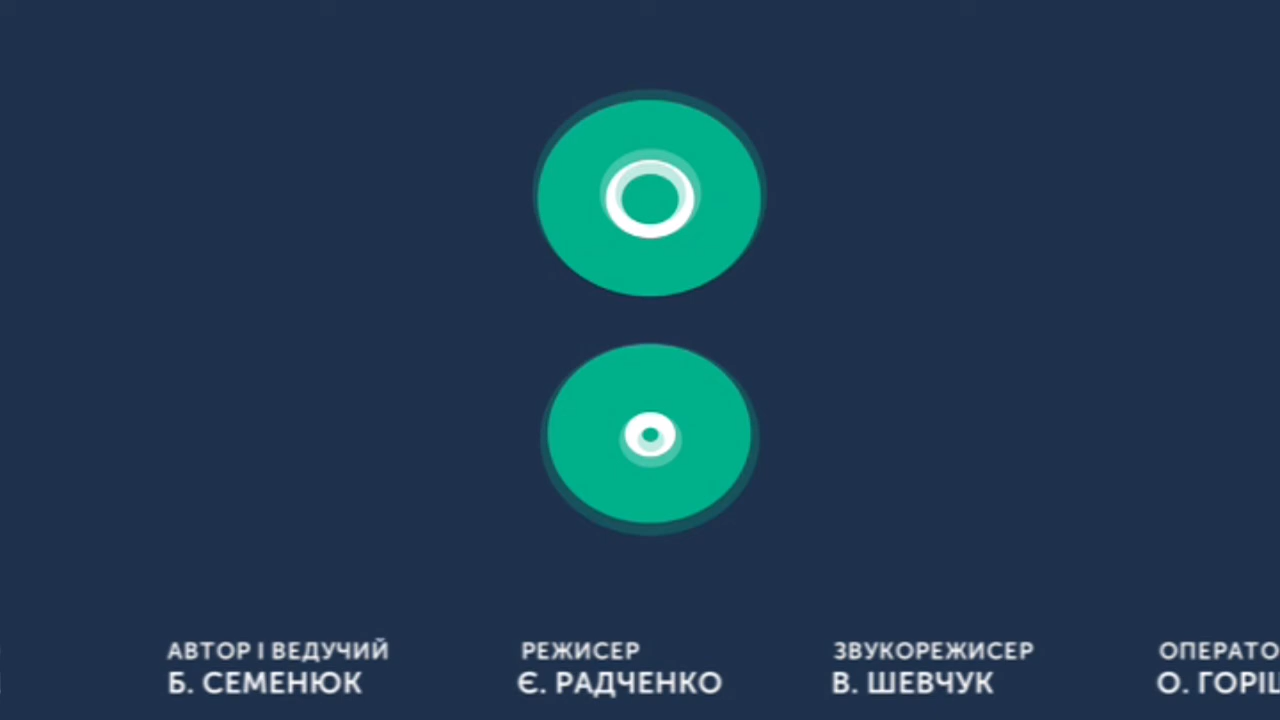 АВТОР І ВЕДУЧИЙ
Б. СЕМЕНЮК
РЕЖИСЕР
Є. РАДЧЕНКО
ЗВУКОРЕЖИСЕР
В. ШЕВЧУК
О.